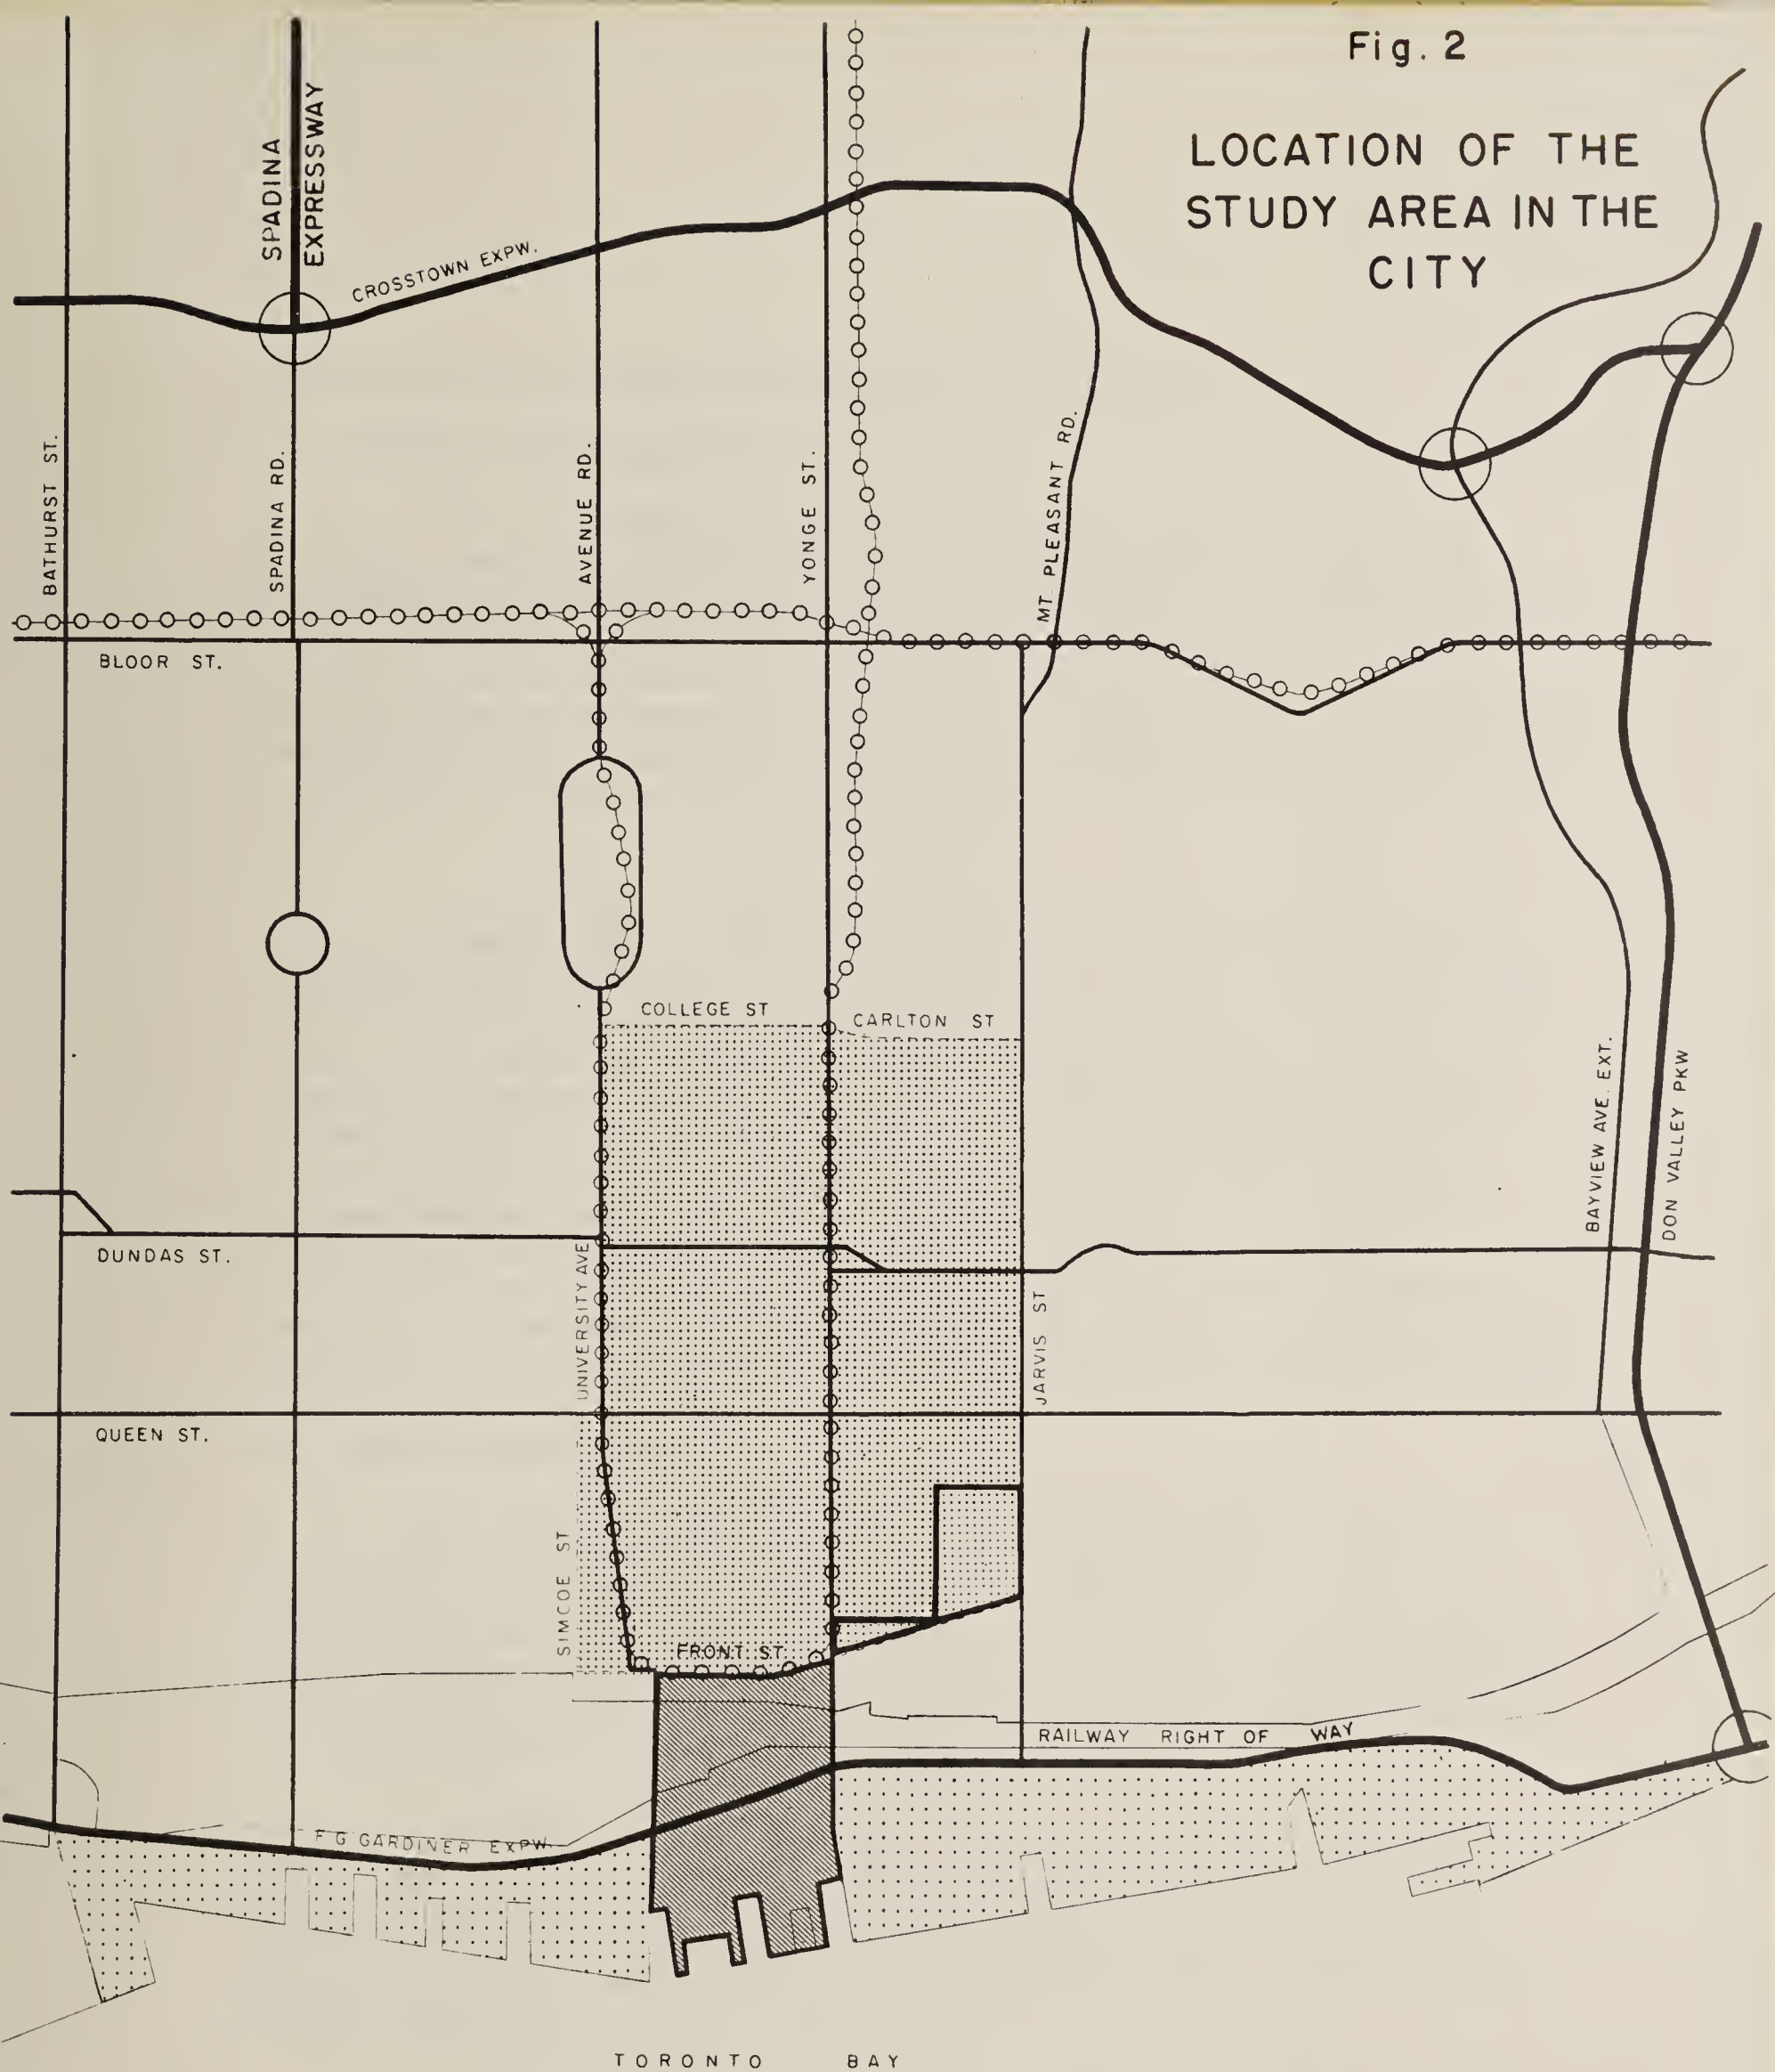 Fig. 2
LOCATION OF THE
STUDY AREA IN THE
CITY
SPADINA
EXPRESSWAY
CROSSTOWN EXPW.
BATHURST ST.
SPADINA RD.
AVENUE RD.
YONGE ST.
MT PLEASANT RD.
BLOOR ST.
COLLEGE ST
CARLTON ST
BAYVIEW AVE. EXT.
DON VALLEY PKW
DUNDAS ST.
UNIVERSITY AVE
JARVIS ST
QUEEN ST.
SIMCOE ST
FRONT ST.
RAILWAY RIGHT OF WAY
F G GARDINER EXPW.
TORONTO BAY